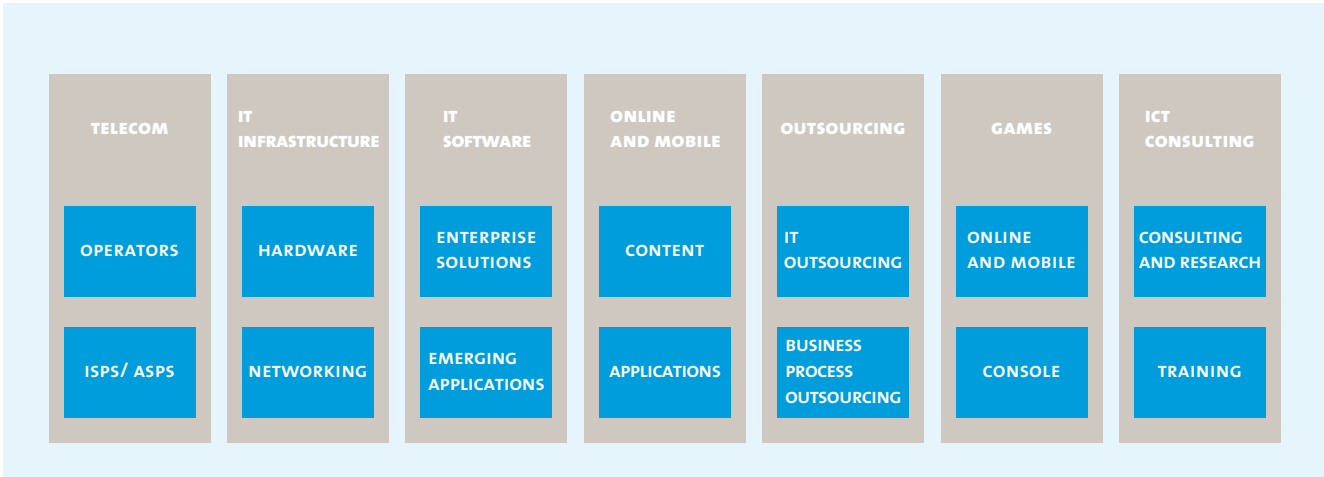 TELECOM
OPERATORS
ISPS/ ASPS
IT
INFRASTRUCTURE
HARDWARE
NETWORKING
IT
SOFTWARE
ENTERPRISE
SOLUTIONS
EMERGING
APPLICATIONS
ONLINE
AND MOBILE
CONTENT
APPLICATIONS
OUTSOURCING
IT
OUTSOURCING
BUSINESS
PROCESS
OUTSOURCING
GAMES
ONLINE
AND MOBILE
CONSOLE
ICT
CONSULTING
CONSULTING
AND RESEARCH
TRAINING